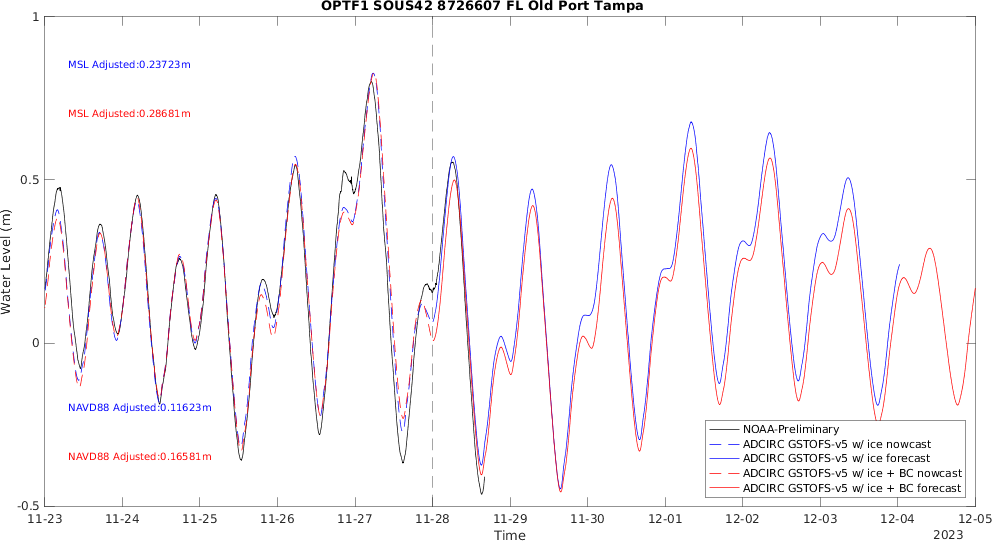 OPTF1 SOUS42 8726607 FL Old Port Tampa
1
MSL Adjusted:0.23723m
MSL Adjusted:0.28681m
0.5
Water Level (m)
0
NAVD88 Adjusted:0.11623m
NAVD88 Adjusted:0.16581m
NOAA-Preliminary
ADCIRC GSTOFS-v5 w/ ice nowcast
ADCIRC GSTOFS-v5 w/ ice forecast
ADCIRC GSTOFS-v5 w/ ice + BC nowcast
ADCIRC GSTOFS-v5 w/ ice + BC forecast
-0.5
11-23 11-24 11-25 11-26 11-27 11-28 11-29 11-30 12-01 12-02 12-03 12-04 12-05
Time
2023